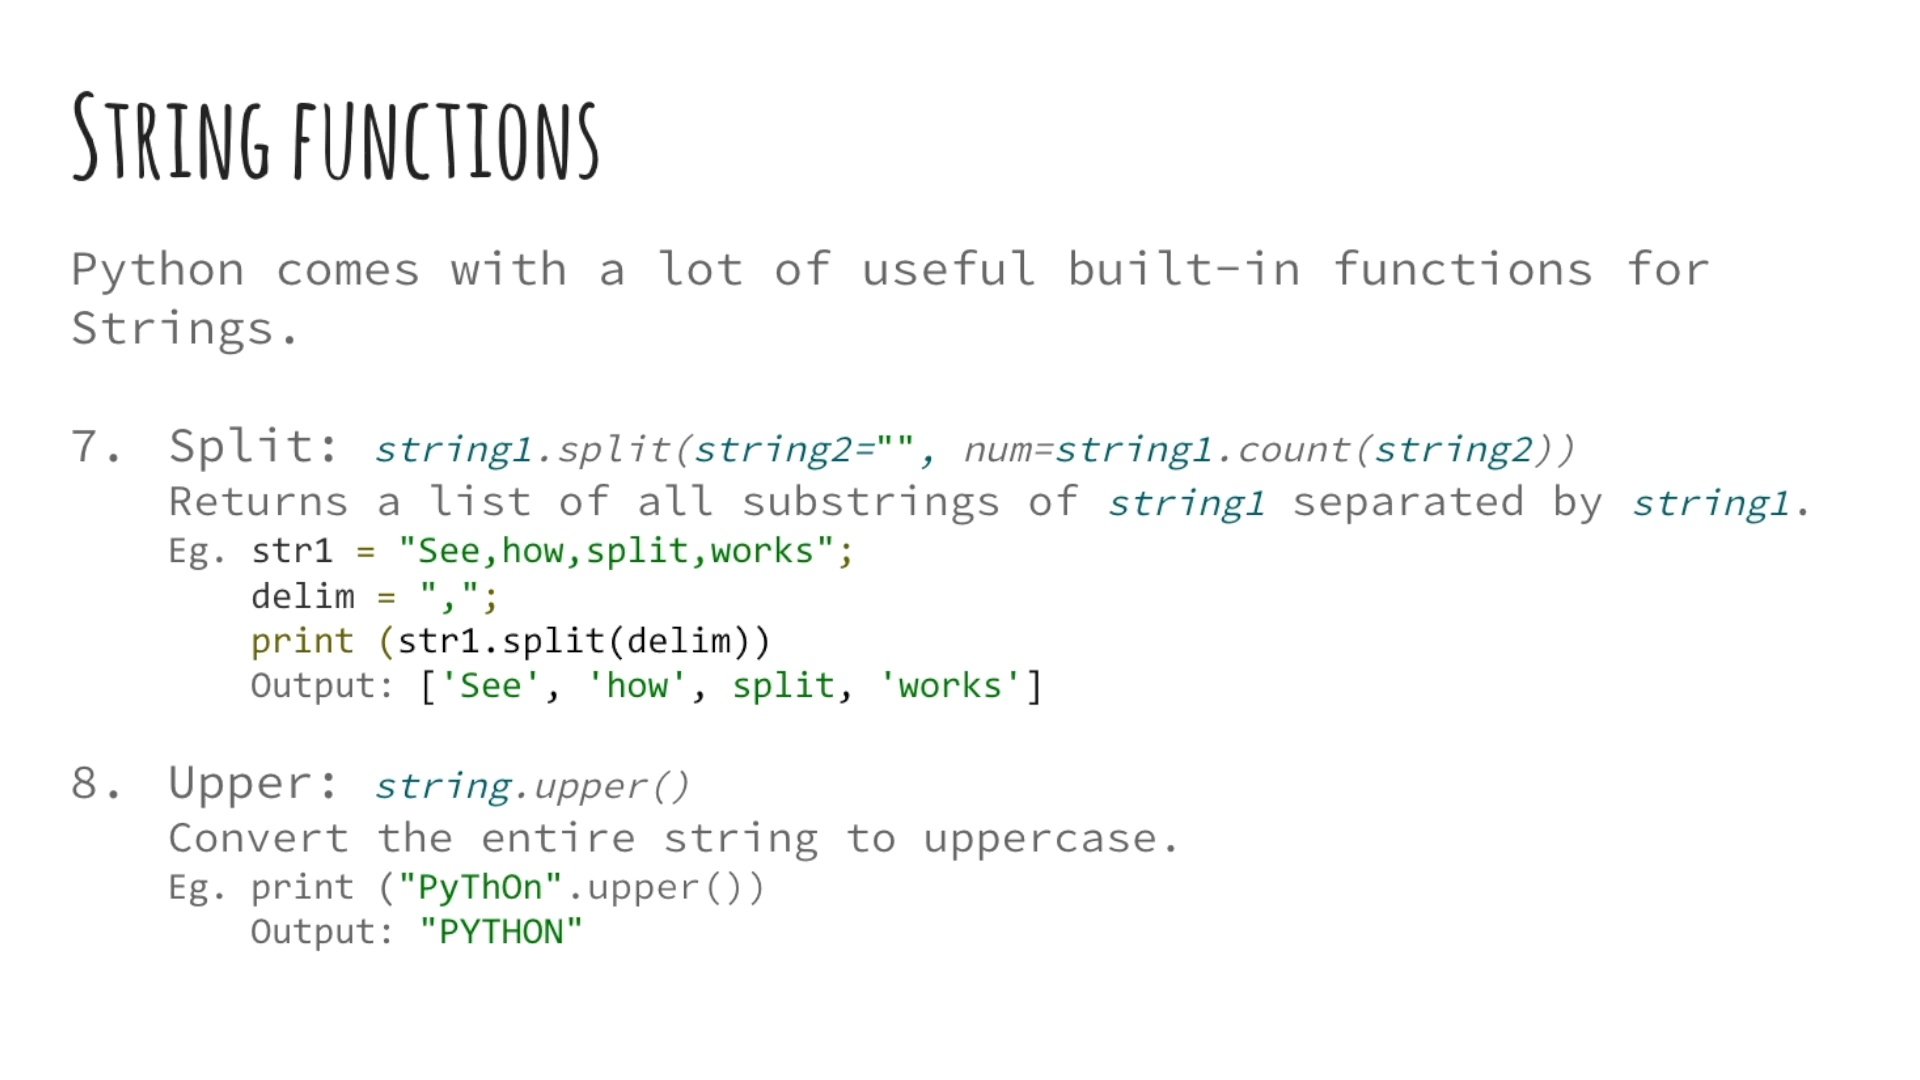 STRING FUNCTIONS
Python comes with a lot of useful built-in functions for
Strings.
7. Split: string1.split(string2="", num=string1.count(string2))
Returns a list of all substrings of string1 separated by string1.
Eg. str1 = "See,how,split,works";
delim = ",";
print (str1.split(delim))
Output: ['See', 'how', split, 'works']
8. Upper: string.upper()
Convert the entire string to uppercase.
Eg. print ("PyThOn".upper())
Output: "PYTHON"